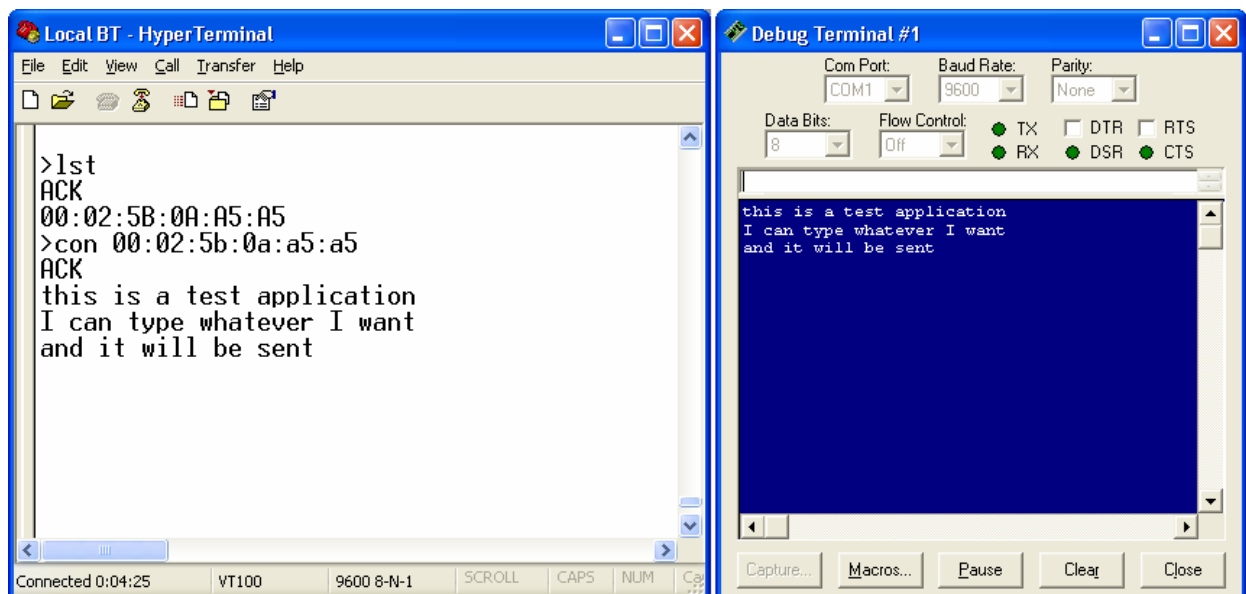 Local BT - HyperTerminal
File Edit View Call Transfer Help
>lst
ACK
00:02:5B:0A:A5:A5
>con 00:02:5b:0a:a5:a5
ACK
this is a test application
I can type whatever I want
and it will be sent
Connected 0:04:25 VT100 9600 8-N-1 SCROLL CAPS NUM
Debug Terminal #1
Com Port: Baud Rate: Parity:
COM1 9600 None
Data Bits: Flow Control: TX DTR RTS
8 Off RX DSR CTS
this is a test application
I can type whatever I want
and it will be sent
Capture... Macros... Pause Clear Close